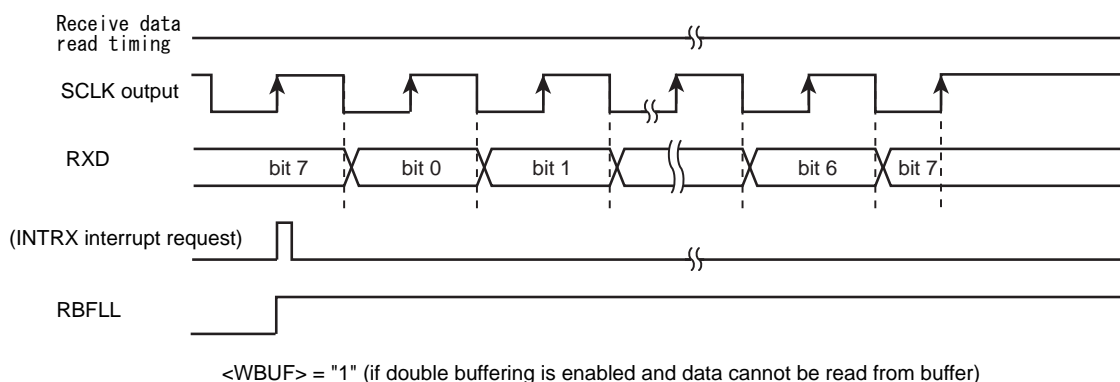 Receive data
read timing
SCLK output
RXD
bit 7 bit 0 bit 1 bit 6 bit 7
(INTRX interrupt request)
RBFLL
<WBUF> = "1" (if double buffering is enabled and data cannot be read from buffer)